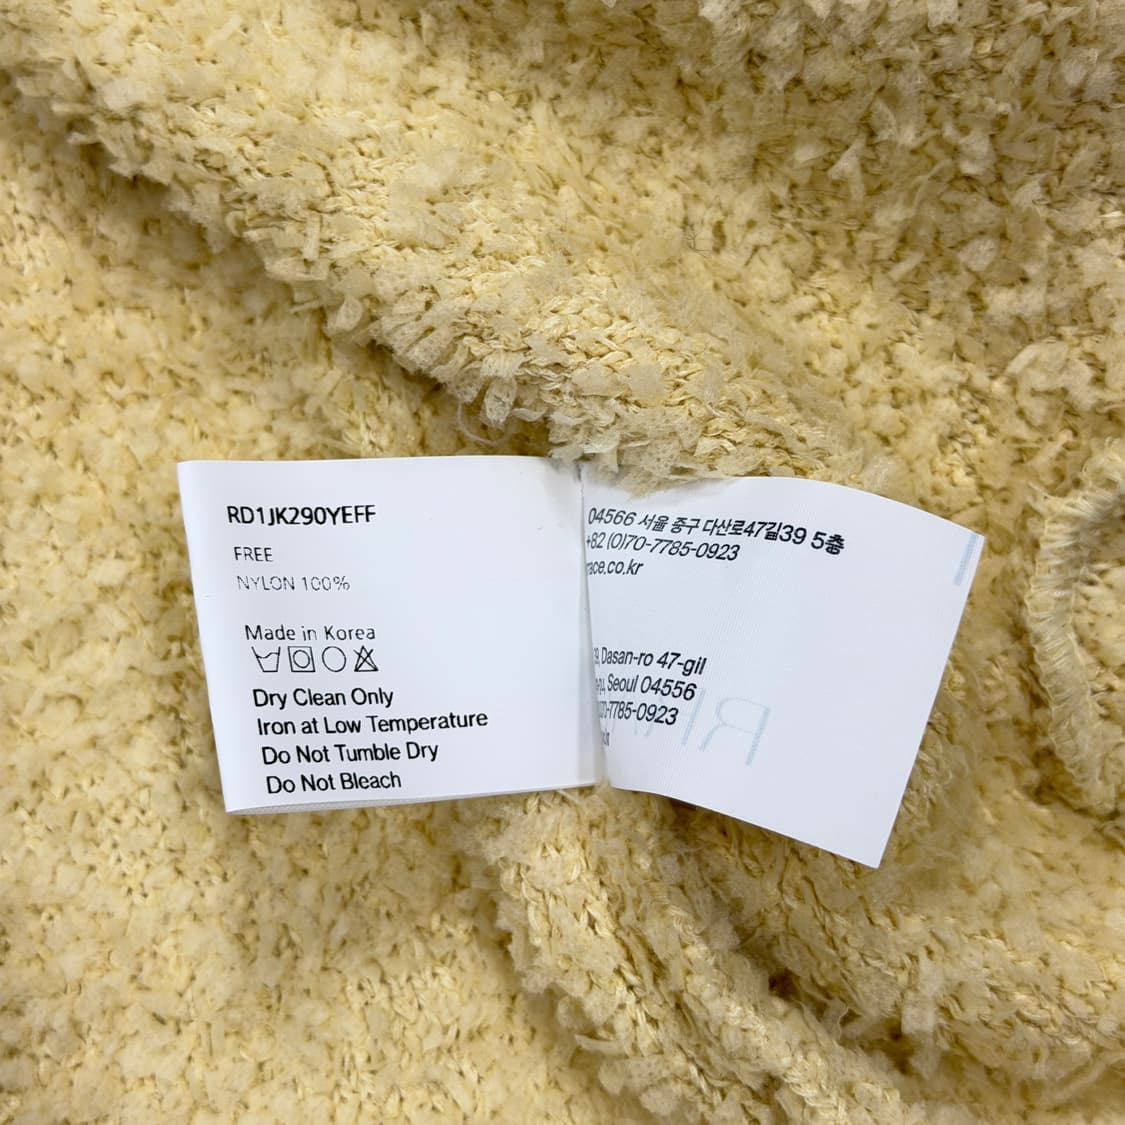 RD1JK290YEFF
FREE
NYLON 100%
Made in Korea
Dry Clean Only
Iron at Low Temperature
Do Not Tumble Dry
Do Not Bleach
04566 서울 중구 다산로47길39 5층
+82 (0)70-7785-0923
race.co.kr
9, Dasan-ro 47-gil
Seoul 04556
70-7785-0923